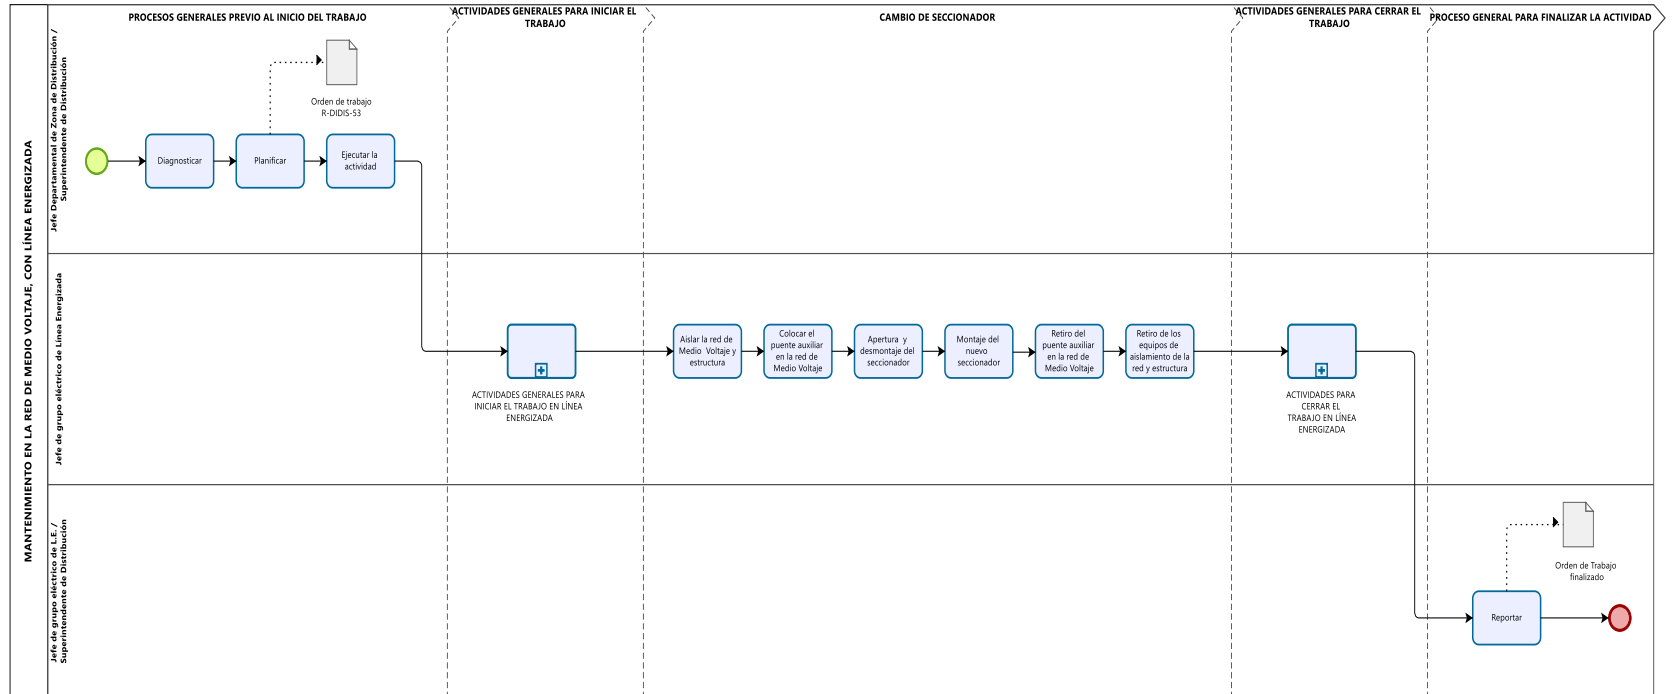 PROCESOS GENERALES PREVIO AL INICIO DEL TRABAJO
ACTIVIDADES GENERALES PARA INICIAR EL
TRABAJO
CAMBIO DE SECCIONADOR
ACTIVIDADES GENERALES PARA CERRAR EL
TRABAJO
PROCESO GENERAL PARA FINALIZAR LA ACTIVIDAD
MANTENIMIENTO EN LA RED DE MEDIO VOLTAJE, CON LÍNEA ENERGIZADA
Jefe Departamental de Zona de Distribución /
Superintendente de Distribución
Orden de trabajo
R-DIDIS-53
Diagnosticar
Planificar
Ejecutar la
actividad
Jefe de grupo eléctrico de Línea Energizada
ACTIVIDADES GENERALES PARA
INICIAR EL TRABAJO EN LÍNEA
ENERGIZADA
Aislar la red de
Medio Voltaje y
estructura
Colocar el
puente auxiliar
en la red de
Medio Voltaje
Apertura y
desmontaje del
seccionador
Montaje del
nuevo
seccionador
Retiro del
puente auxiliar
en la red de
Medio Voltaje
Retiro de los
equipos de
aislamiento de la
red y estructura
ACTIVIDADES PARA
CERRAR EL
TRABAJO EN LÍNEA
ENERGIZADA
Jefe de grupo eléctrico de L.E. /
Superintendente de Distribución
Orden de Trabajo
finalizado
Reportar